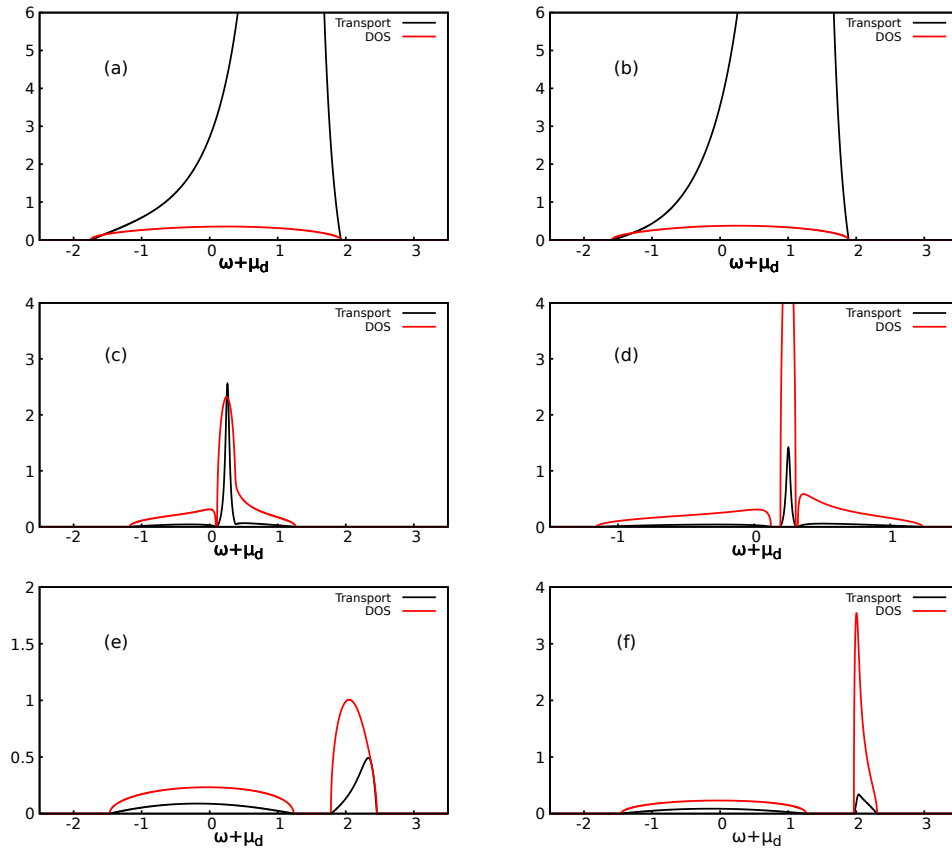 6
5
4
3
2
1
0
Transport
DOS
(a)
-2 -1 0 1 2 3
ω+μd
6
5
4
3
2
1
0
Transport
DOS
(b)
-2 -1 0 1 2 3
ω+μd
4
3
2
1
0
Transport
DOS
(c)
-2 -1 0 1 2 3
ω+μd
4
3
2
1
0
Transport
DOS
(d)
-1 0 1
ω+μd
2
1.5
1
0.5
0
Transport
DOS
(e)
-2 -1 0 1 2 3
ω+μd
4
3
2
1
0
Transport
DOS
(f)
-2 -1 0 1 2 3
ω+μd